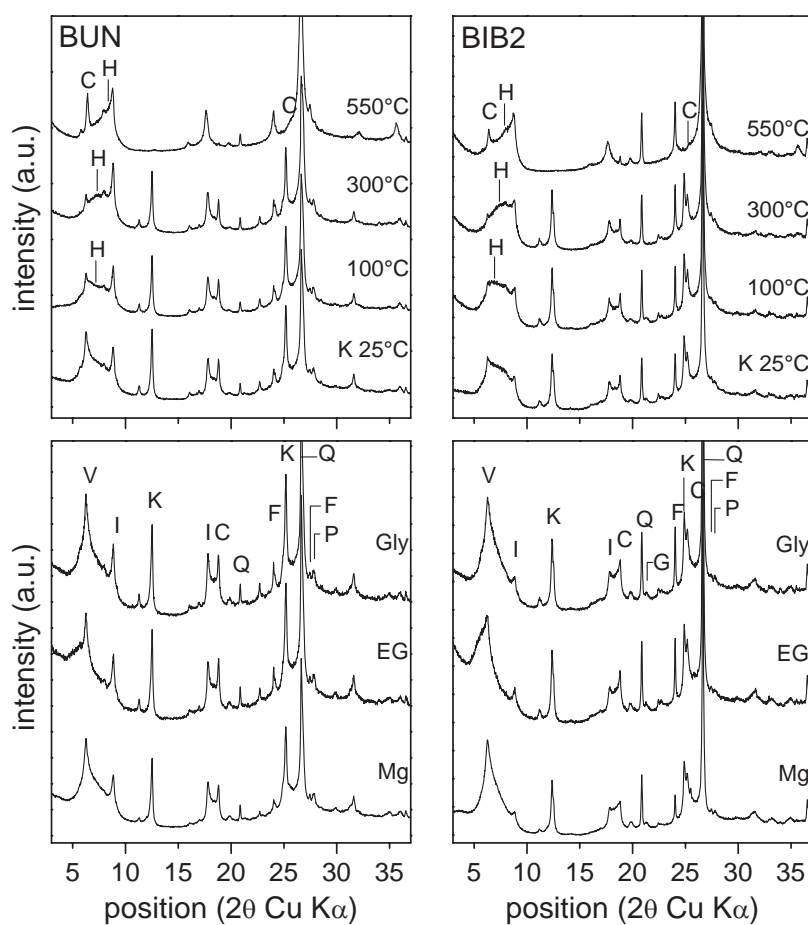 BUN
C
H
C
550°C
H
300°C
H
100°C
K 25°C
intensity (a.u.)
BIB2
H
C
C
550°C
H
300°C
H
100°C
K 25°C
V
I
K
I
C
Q
F
K
Q
F
P
Gly
EG
Mg
intensity (a.u.)
5 10 15 20 25 30 35
position (2θ Cu Kα)
V
I
K
I
C
Q
G
F
K
C
Q
F
P
Gly
EG
Mg
5 10 15 20 25 30 35
position (2θ Cu Kα)